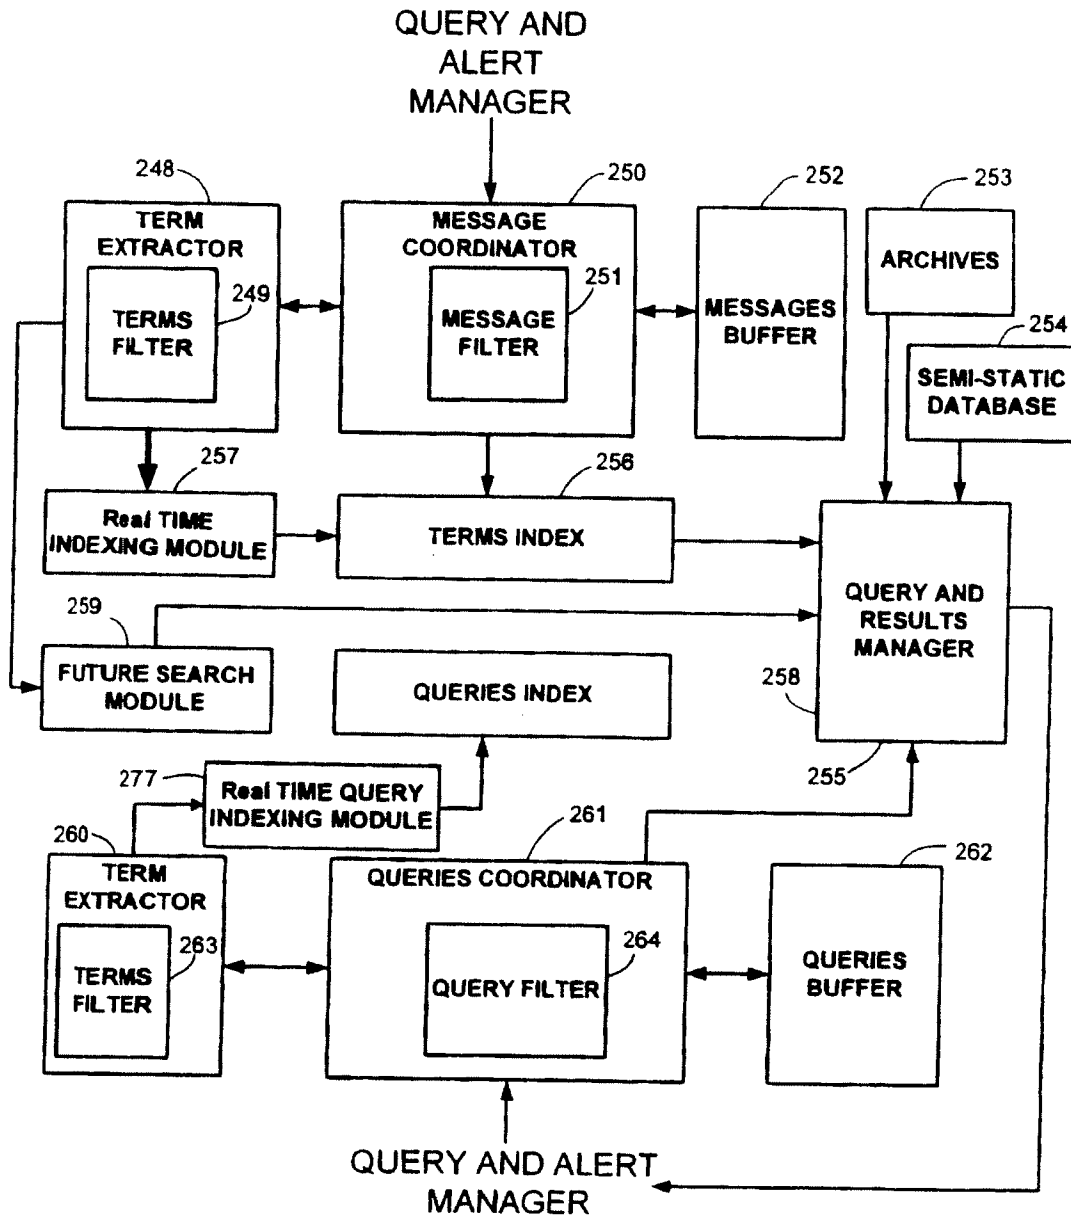 QUERY AND
ALERT
MANAGER
248
250
252
253
TERM
EXTRACTOR
249
TERMS
FILTER
MESSAGE
COORDINATOR
251
MESSAGE
FILTER
MESSAGES
BUFFER
ARCHIVES
254
SEMI-STATIC
DATABASE
257
256
Real TIME
INDEXING MODULE
TERMS INDEX
QUERY AND
RESULTS
MANAGER
259
FUTURE SEARCH
MODULE
QUERIES INDEX
258
255
277
Real TIME QUERY
INDEXING MODULE
260
261
262
TERM
EXTRACTOR
263
TERMS
FILTER
QUERIES COORDINATOR
264
QUERY FILTER
QUERIES
BUFFER
QUERY AND ALERT
MANAGER